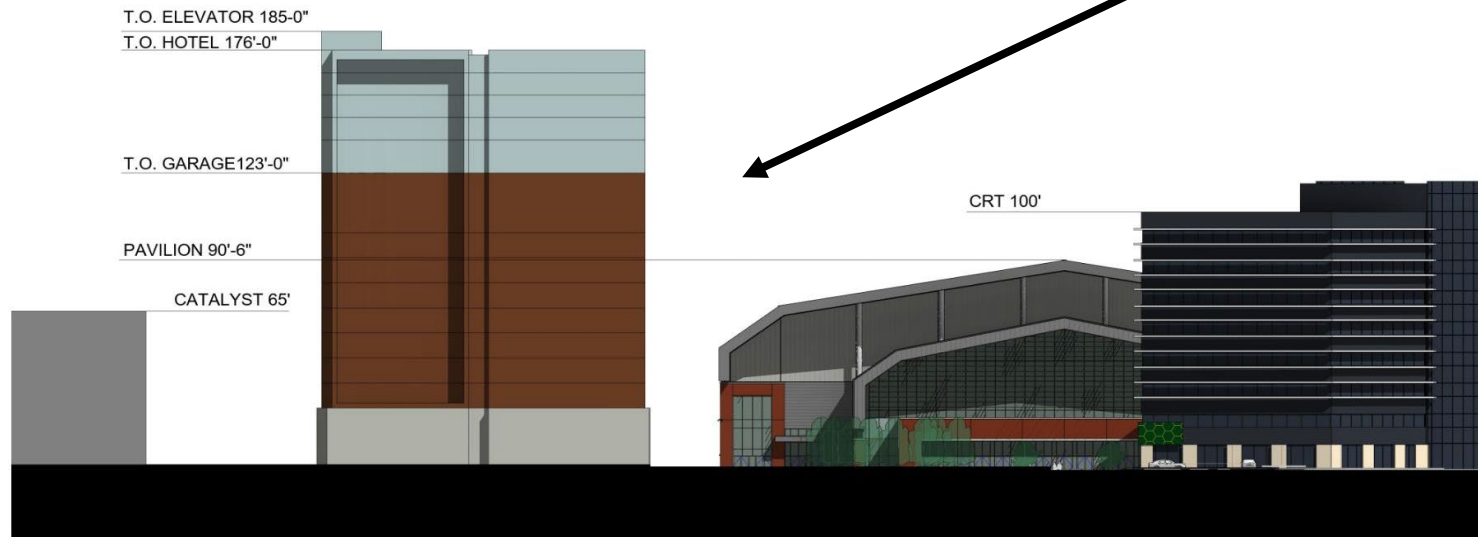 T.O. ELEVATOR 185-0"
T.O. HOTEL 176'-0"
T.O. GARAGE123'-0"
CRT 100'
PAVILION 90'-6"
CATALYST 65'